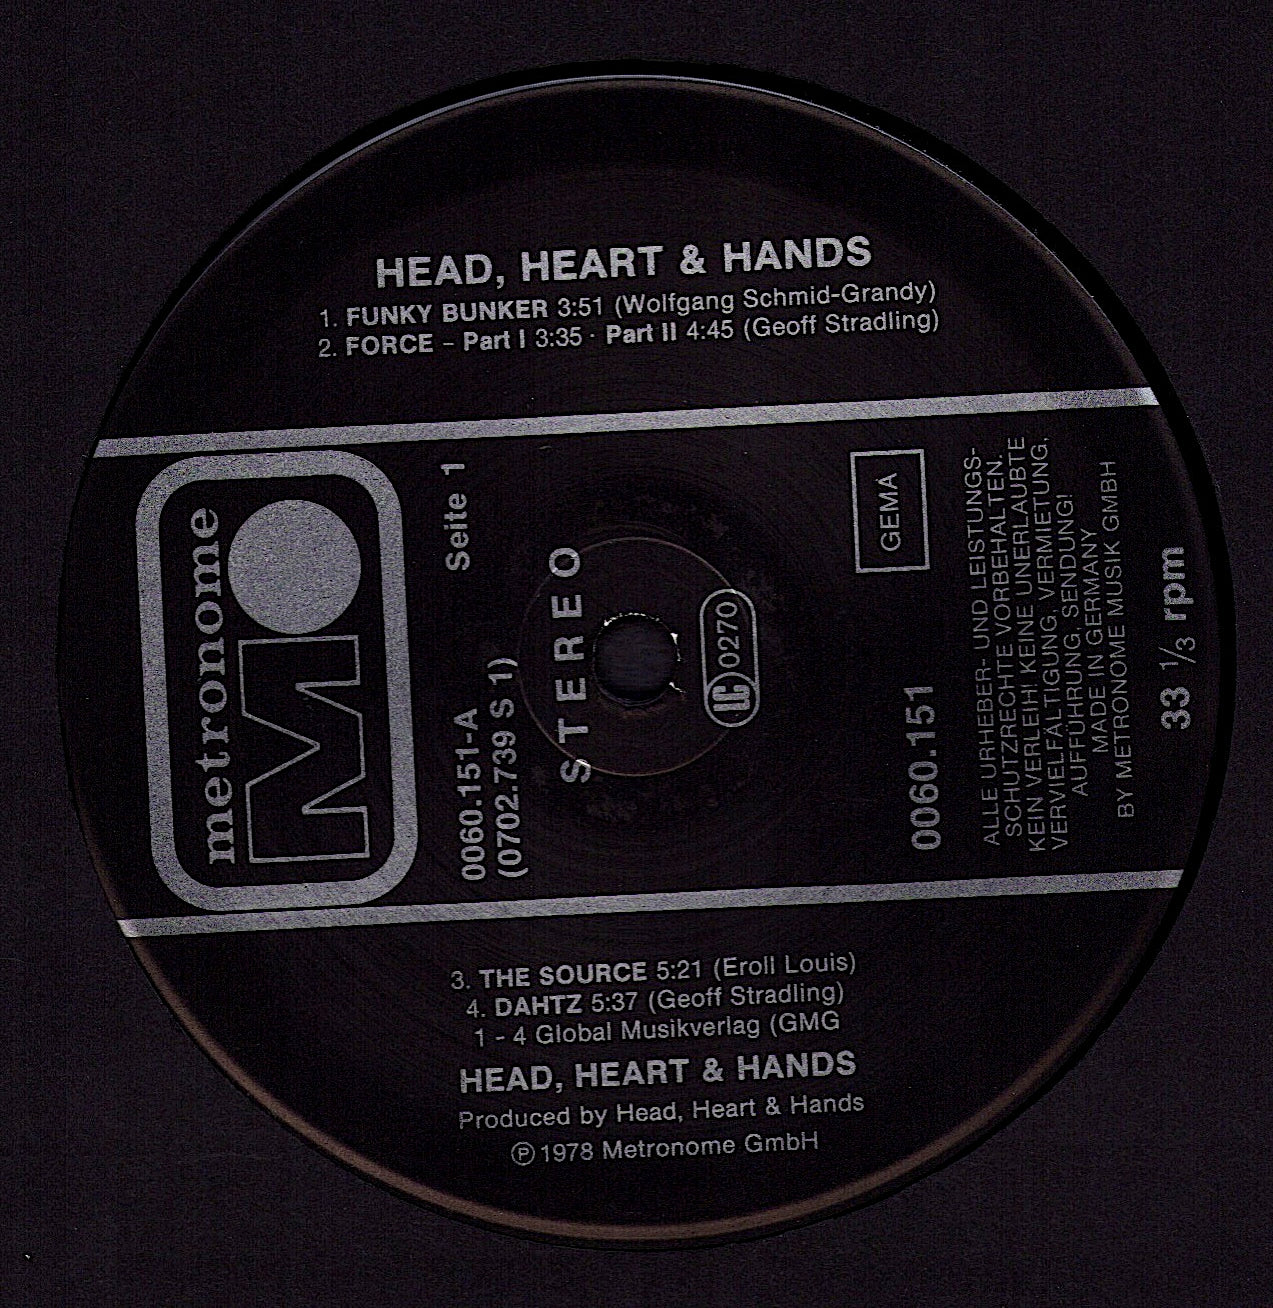 HEAD, HEART & HANDS
1. FUNKY BUNKER 3:51 (Wolfgang Schmid-Grandy)
2. FORCE – Part I 3:35 · Part II 4:45 (Geoff Stradling)
metronome
M
Seite 1
0060.151-A
(0702.739 S 1)
STEREO
LC 0270
GEMA
0060.151
ALLE URHEBER- UND LEISTUNGS-
SCHUTZRECHTE VORBEHALTEN.
KEIN VERLEIH! KEINE UNERLAUBTE
VERVIELFÄLTIGUNG, VERMIETUNG,
AUFFÜHRUNG, SENDUNG!
MADE IN GERMANY
BY METRONOME MUSIK GMBH
33 ⅓ rpm
3. THE SOURCE 5:21 (Eroll Louis)
4. DAHTZ 5:37 (Geoff Stradling)
1 - 4 Global Musikverlag (GMG
HEAD, HEART & HANDS
Produced by Head, Heart & Hands
℗ 1978 Metronome GmbH